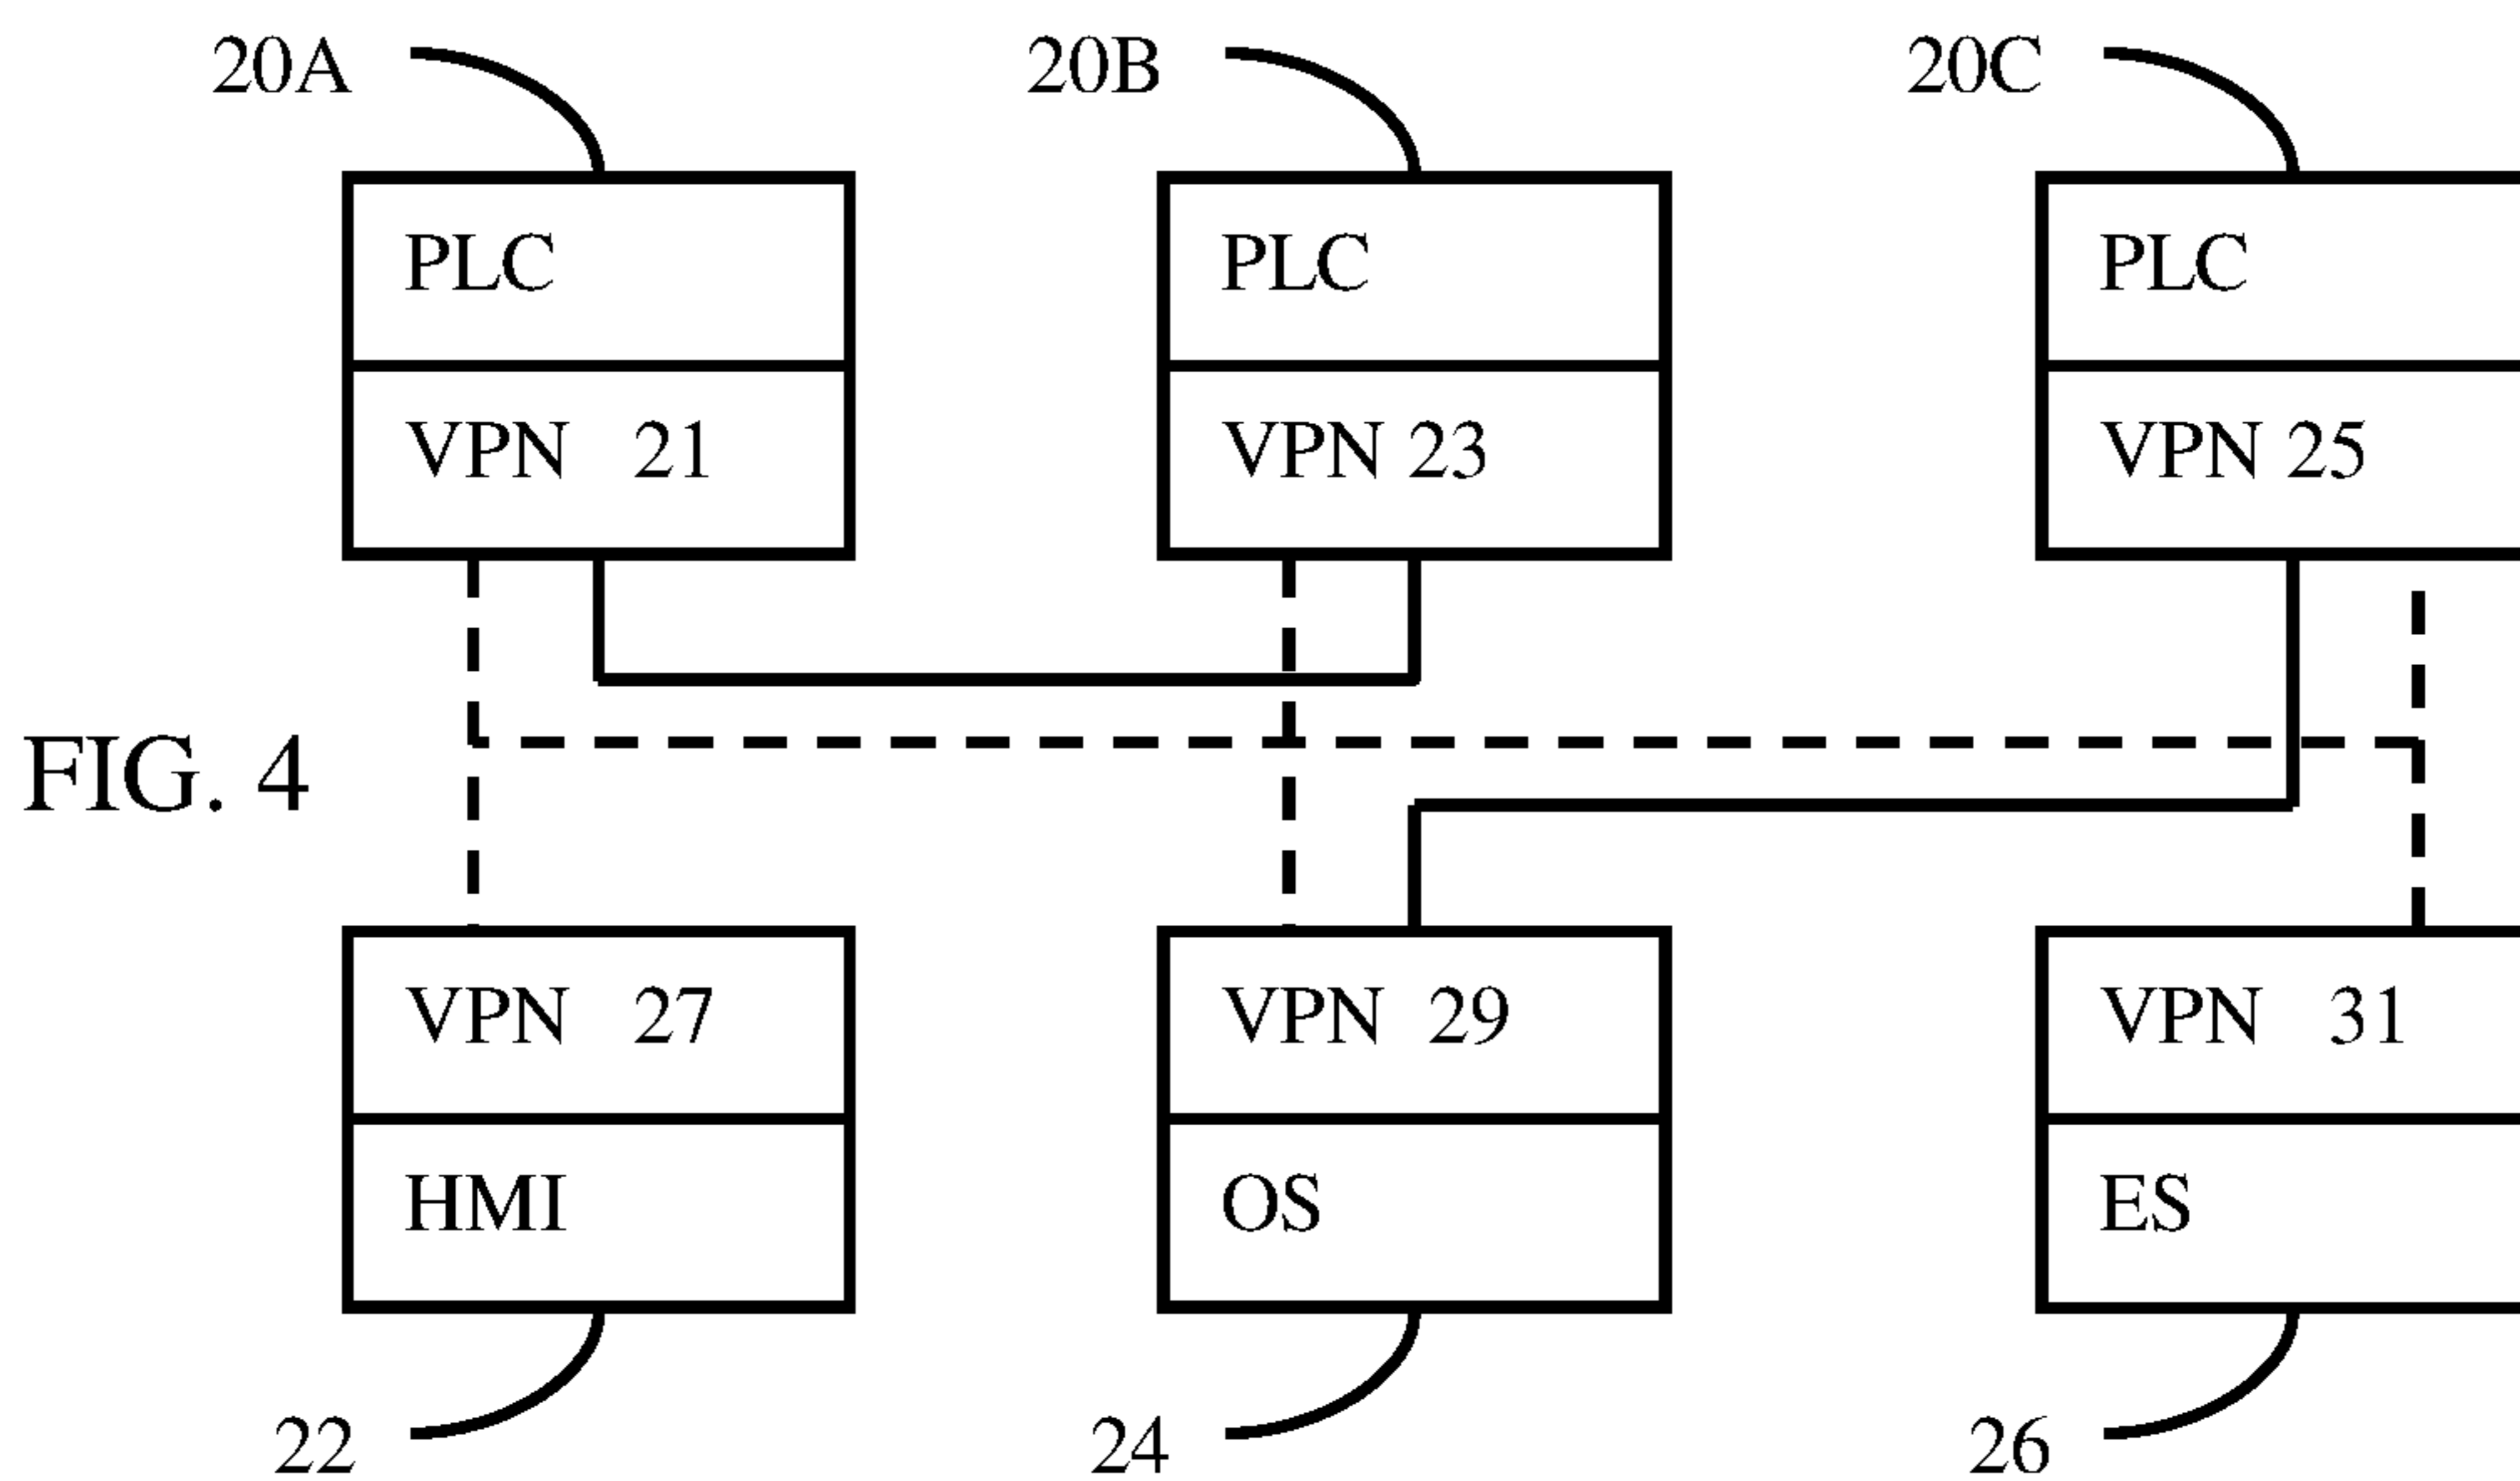 20A
20B
20C
PLC
PLC
PLC
VPN 21
VPN 23
VPN 25
FIG. 4
VPN 27
VPN 29
VPN 31
HMI
OS
ES
22
24
26